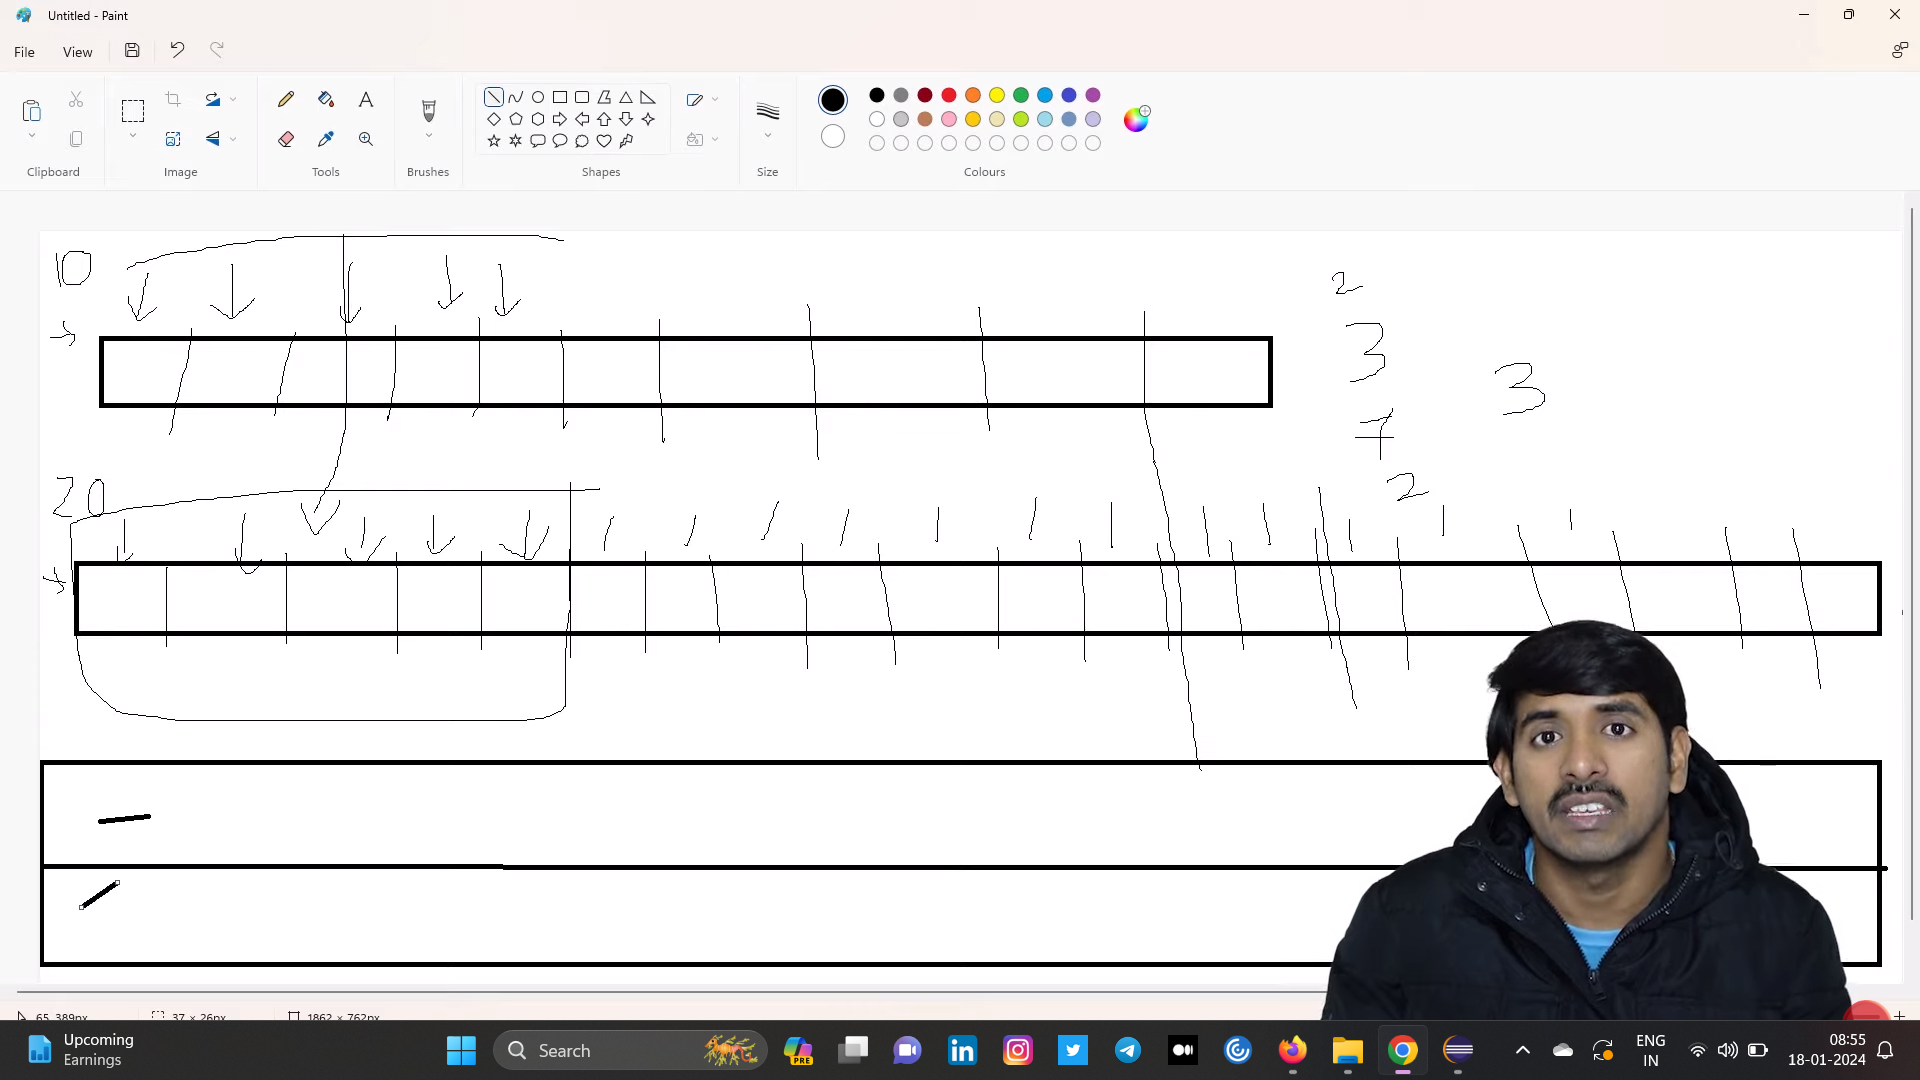 Untitled - Paint
File
View
Clipboard
Image
Tools
Brushes
Shapes
Size
Colours
10
2
3
3
7
20
2
65, 389px
37 × 26px
1862 × 762px
Upcoming
Earnings
Search
PRE
ENG
IN
08:55
18-01-2024